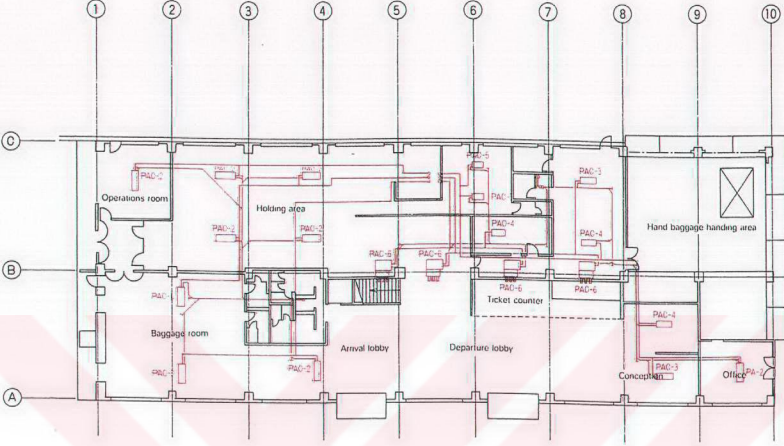 1 2 3 4 5 6 7 8 9 10
C
PAC-5
PAC-2
PAC-3
Operations room
Holding area
PAC-4
PAC-2
PAC-2
PAC-4
Hand baggage handing area
PAC-6
PAC-6
B
PAC-6
PAC-6
Ticket counter
PAC-4
Baggage room
Arrival lobby
Departure lobby
PAC-2
PAC-3
PA-2
Conception
Office
A